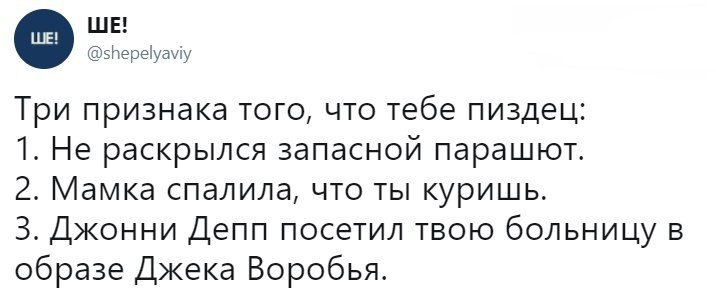 ШЕ!
ШЕ!
@shepelyaviy
Три признака того, что тебе пиздец:
1. Не раскрылся запасной парашют.
2. Мамка спалила, что ты куришь.
3. Джонни Депп посетил твою больницу в
образе Джека Воробья.